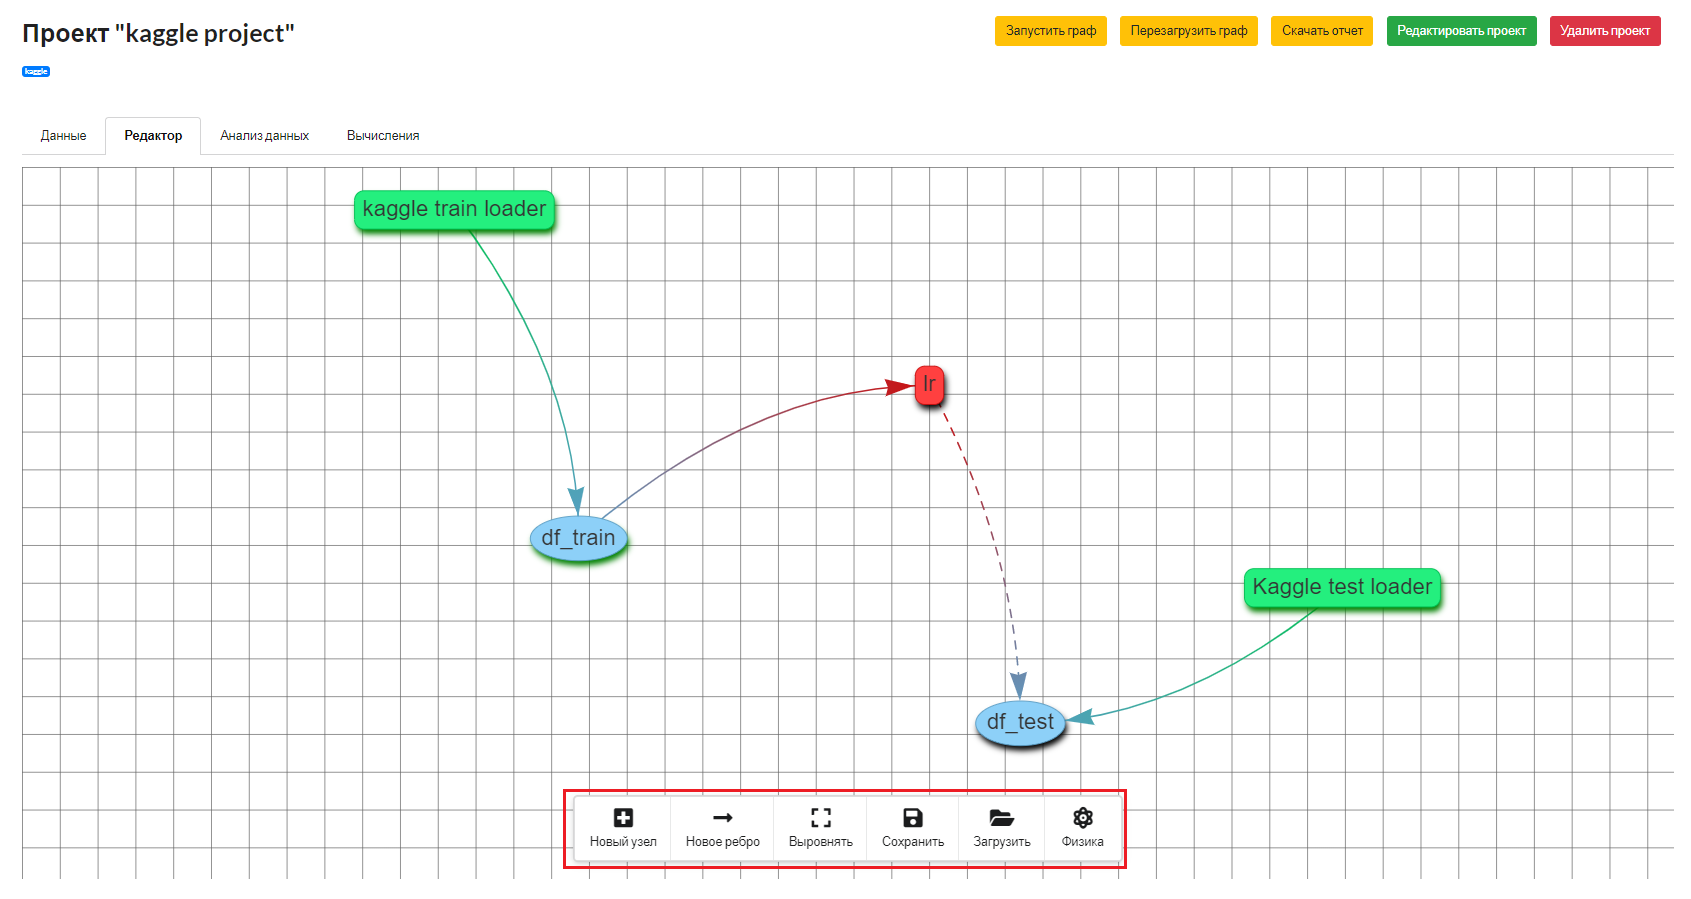 Проект "kaggle project"
Запустить граф
Перезагрузить граф
Скачать отчет
Редактировать проект
Удалить проект
kaggle
Данные
Редактор
Анализ данных
Вычисления
kaggle train loader
lr
df_train
Kaggle test loader
df_test
Новый узел
Новое ребро
Выровнять
Сохранить
Загрузить
Физика